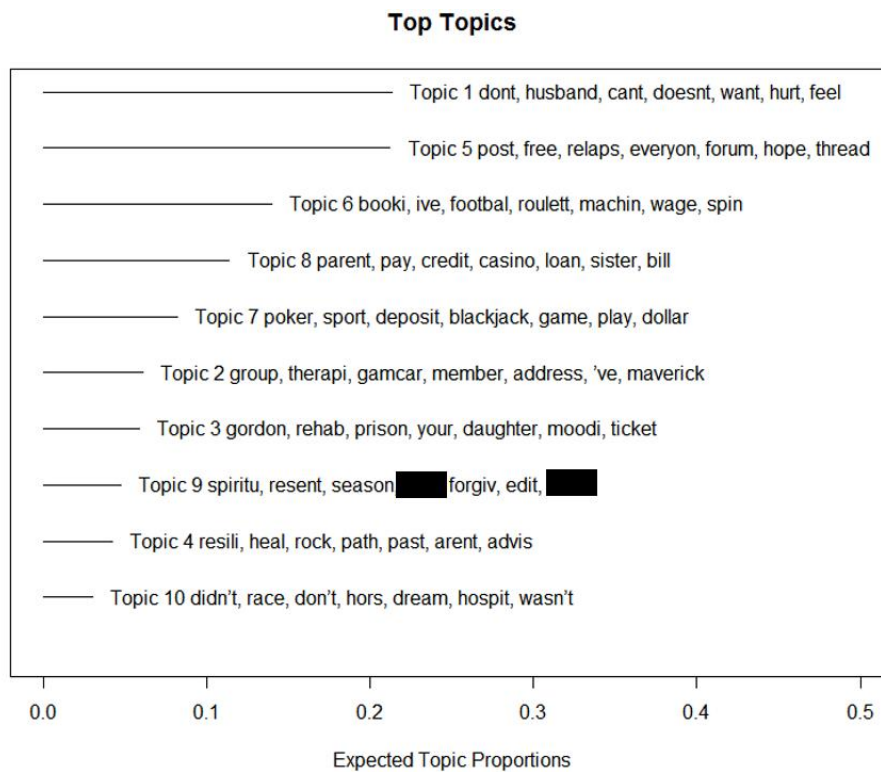 Top Topics
Topic 1 dont, husband, cant, doesnt, want, hurt, feel
Topic 5 post, free, relaps, everyon, forum, hope, thread
Topic 6 booki, ive, footbal, roulett, machin, wage, spin
Topic 8 parent, pay, credit, casino, loan, sister, bill
Topic 7 poker, sport, deposit, blackjack, game, play, dollar
Topic 2 group, therapi, gamcar, member, address, 've, maverick
Topic 3 gordon, rehab, prison, your, daughter, moodi, ticket
Topic 9 spiritu, resent, season forgiv, edit,
Topic 4 resili, heal, rock, path, past, arent, advis
Topic 10 didn't, race, don't, hors, dream, hospit, wasn't
0.0 0.1 0.2 0.3 0.4 0.5
Expected Topic Proportions